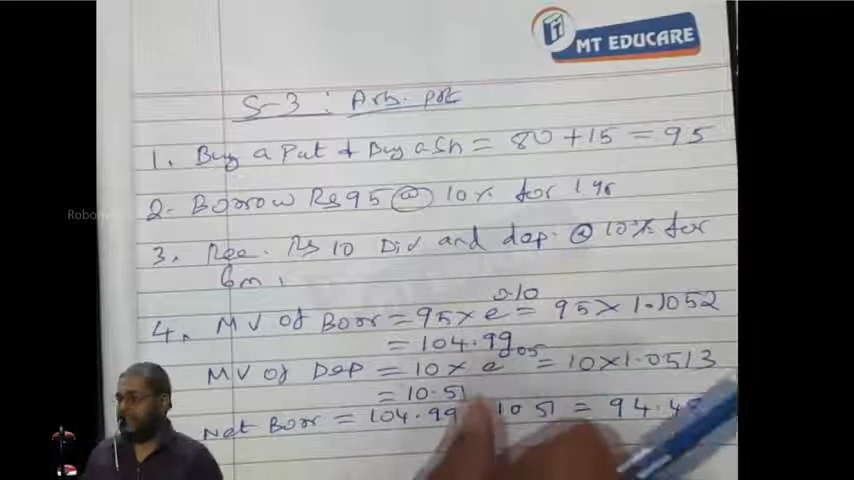 MT EDUCARE
S-3 : Arb. pft
1. Buy a Put & Buy a Sh = 80 + 15 = 95
2. Borrow Rs 95 @ 10% for 1 yr
3. Rec. Rs 10 Div and dep. @ 10% for
6m.
4. MV of Borr = 95 x e^0.10 = 95 x 1.1052
= 104.99
MV of Dep = 10 x e^.05 = 10 x 1.0513
= 10.51
Net Borr = 104.99 10 51 = 94.48